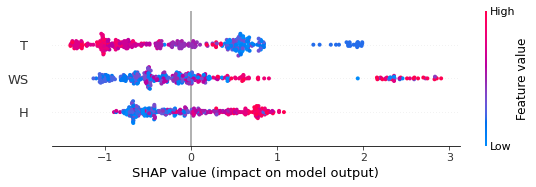 High
T
WS
H
Low
Feature value
−1
0
1
2
3
SHAP value (impact on model output)